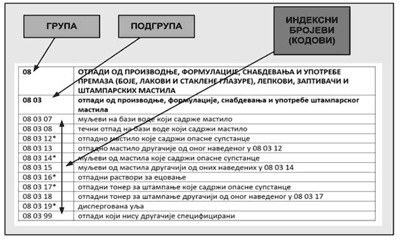 ГРУПА
ПОДГРУПА
ИНДЕКСНИ
БРОЈЕВИ
(КОДОВИ)
08 ОТПАДИ ОД ПРОИЗВОДЊЕ, ФОРМУЛАЦИЈЕ, СНАБДЕВАЊА И УПОТРЕБЕ
ПРЕМАЗА (БОЈЕ, ЛАКОВИ И СТАКЛЕНЕ ГЛАЗУРЕ), ЛЕПКОВИ, ЗАПТИВАЧИ И
ШТАМПАРСКИХ МАСТИЛА
08 03 отпади од производње, формулације, снабдевања и употребе штампарског
мастила
08 03 07 муљеви на бази воде који садрже мастило
08 03 08 течни отпад на бази воде који садржи мастило
08 03 12* отпадно мастило које садржи опасне супстанце
08 03 13 отпадно мастило другачије од оног наведеног у 08 03 12
08 03 14* муљеви од мастила који садрже опасне супстанце
08 03 15 муљеви од мастила другачији од оних наведених у 08 03 14
08 03 16* отпадни раствори за ецовање
08 03 17* отпадни тонер за штампање који садржи опасне супстанце
08 03 18 отпадни тонер за штампање другачији од оног наведеног у 08 03 17
08 03 19* диспергована уља
08 03 99 отпади који нису другачије специфицирани